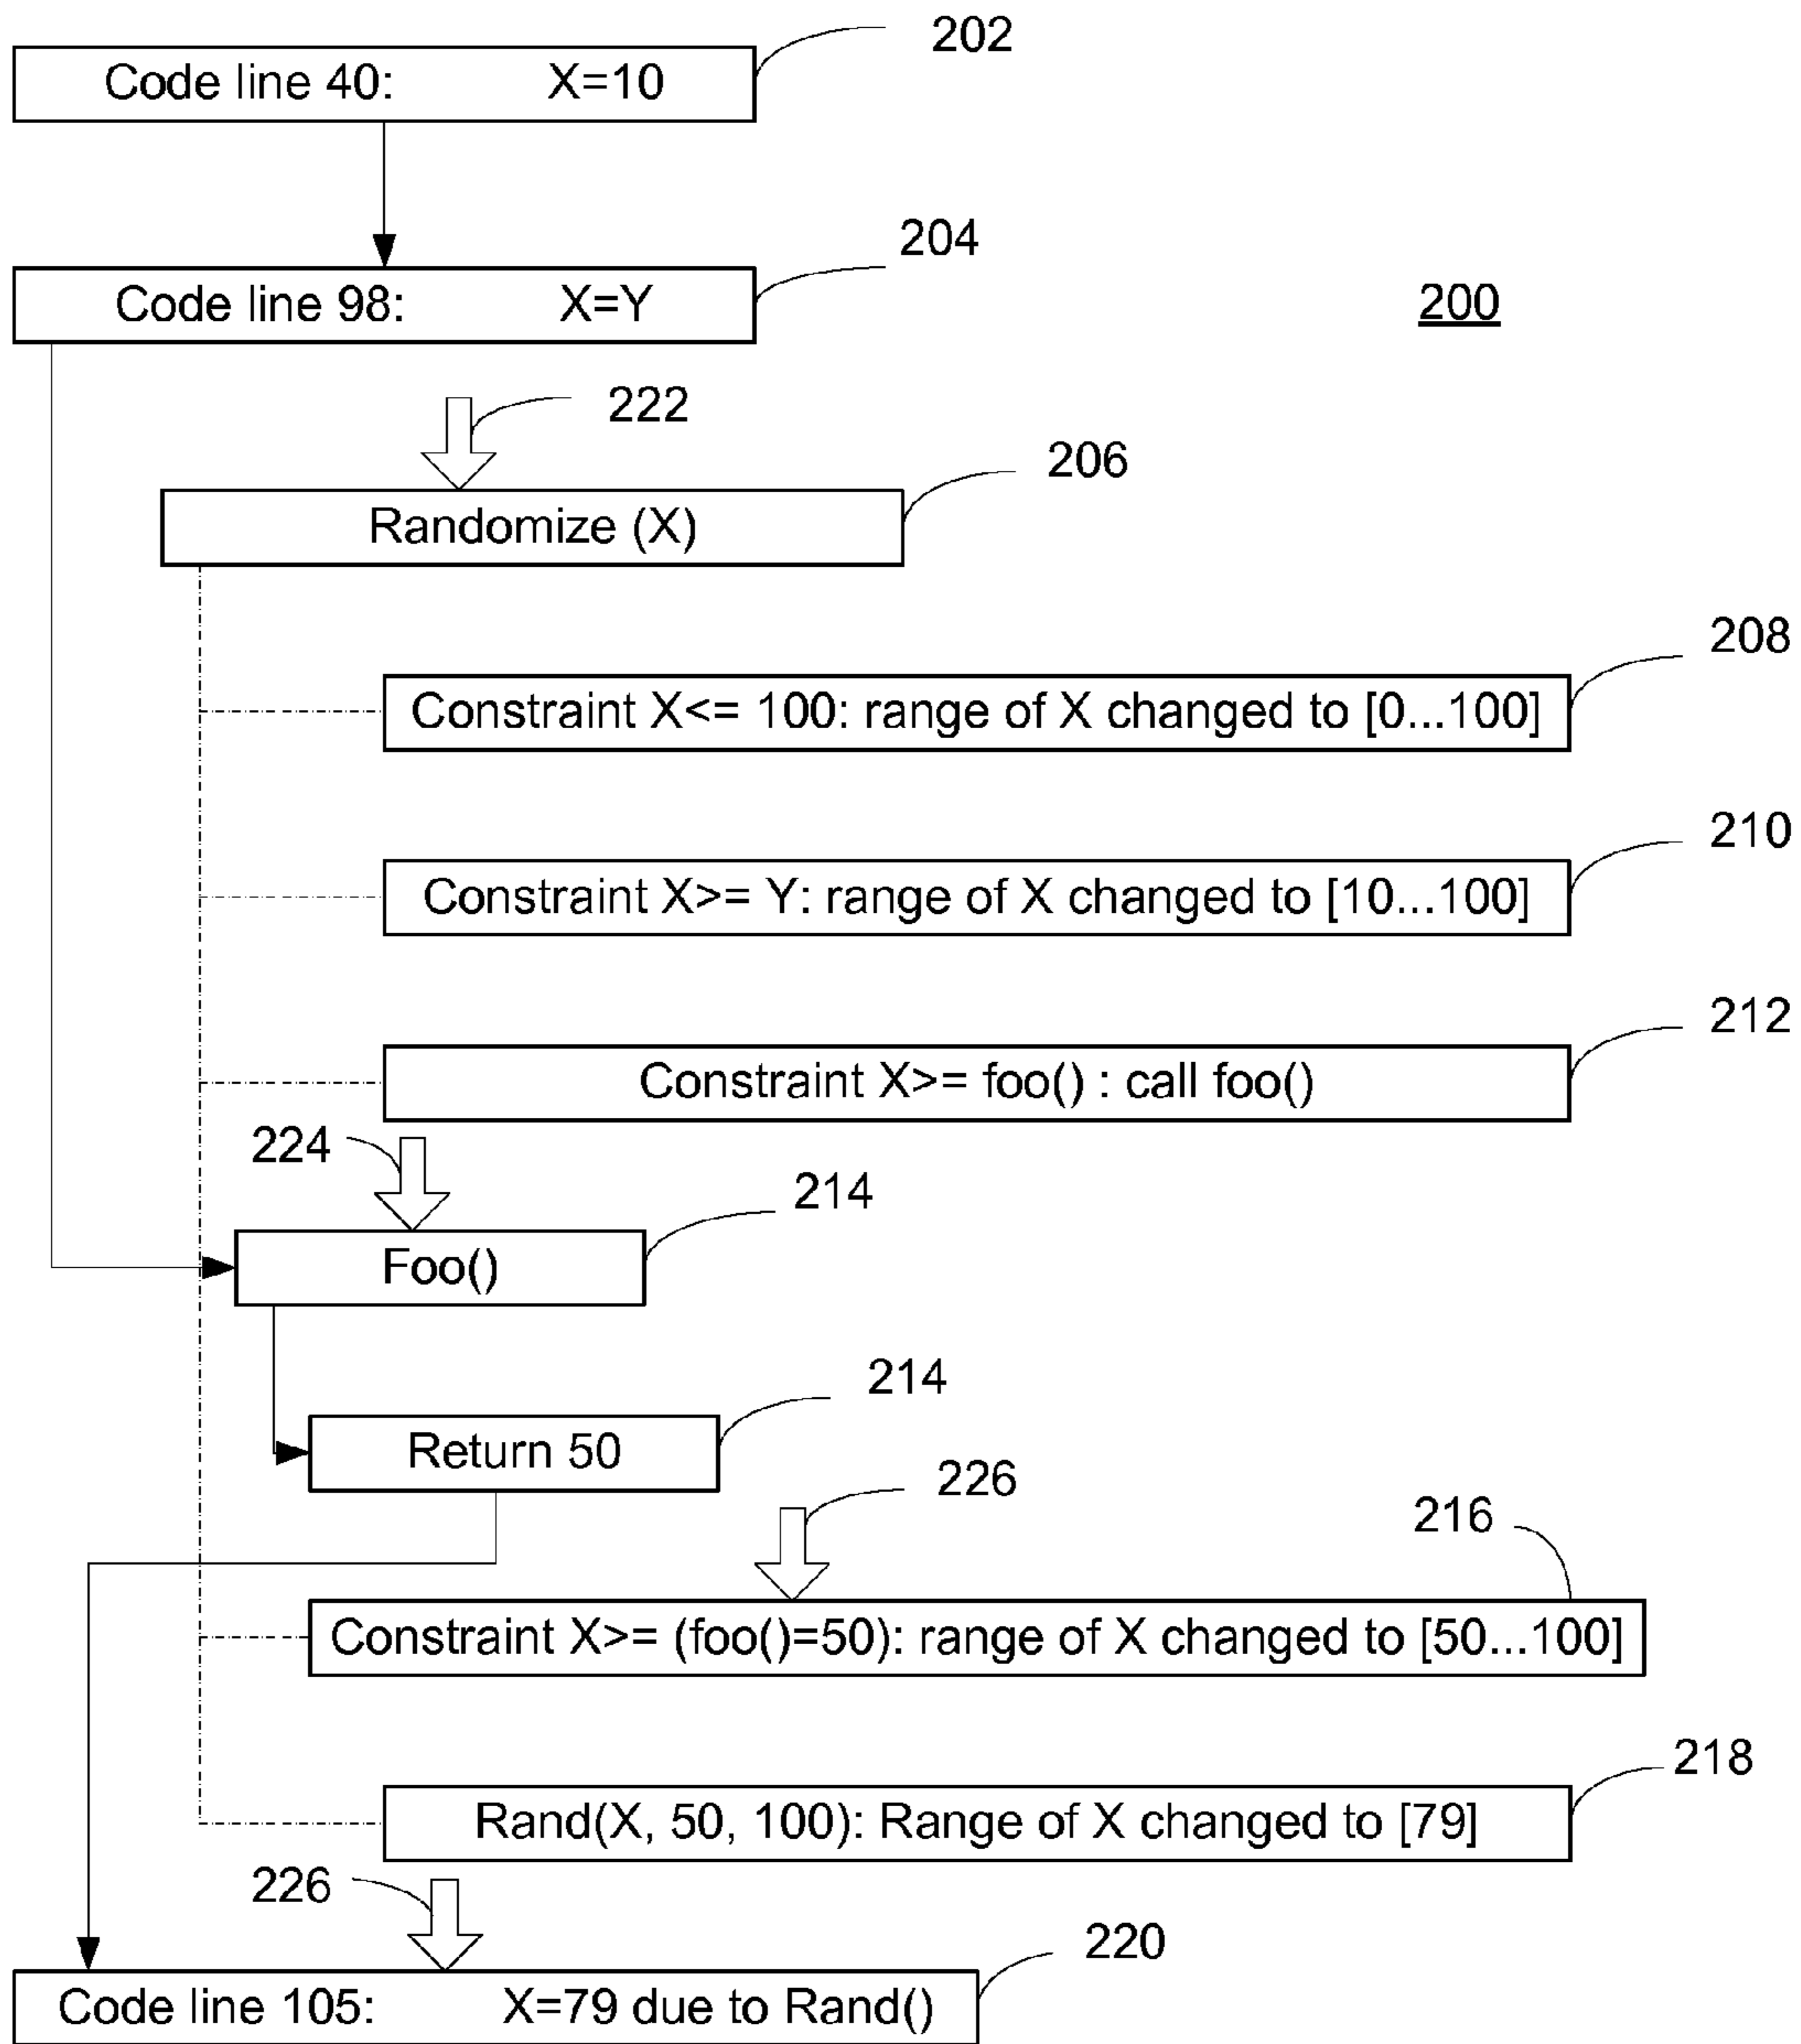 202
Code line 40: X=10
204
Code line 98: X=Y
200
222
206
Randomize (X)
208
Constraint X<= 100: range of X changed to [0...100]
210
Constraint X>= Y: range of X changed to [10...100]
212
Constraint X>= foo() : call foo()
224
214
Foo()
214
Return 50
226
216
Constraint X>= (foo()=50): range of X changed to [50...100]
218
Rand(X, 50, 100): Range of X changed to [79]
226
220
Code line 105: X=79 due to Rand()